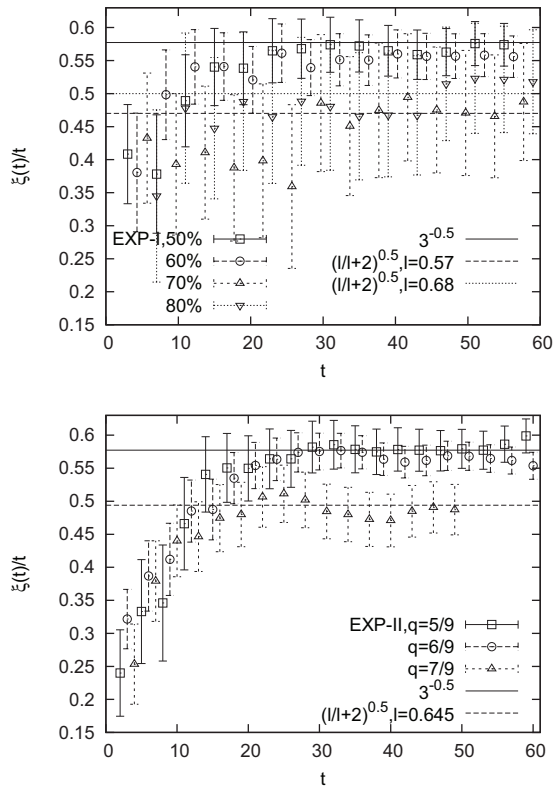 0.6
0.55
0.5
0.45
0.4
0.35
0.3
0.25
0.2
0.15
ξ(t)/t
EXP-I,50%
60%
70%
80%
3^-0.5
(l/l+2)^0.5,l=0.57
(l/l+2)^0.5,l=0.68
0 10 20 30 40 50 60
t
0.6
0.55
0.5
0.45
0.4
0.35
0.3
0.25
0.2
0.15
ξ(t)/t
EXP-II,q=5/9
q=6/9
q=7/9
3^-0.5
(l/l+2)^0.5,l=0.645
0 10 20 30 40 50 60
t